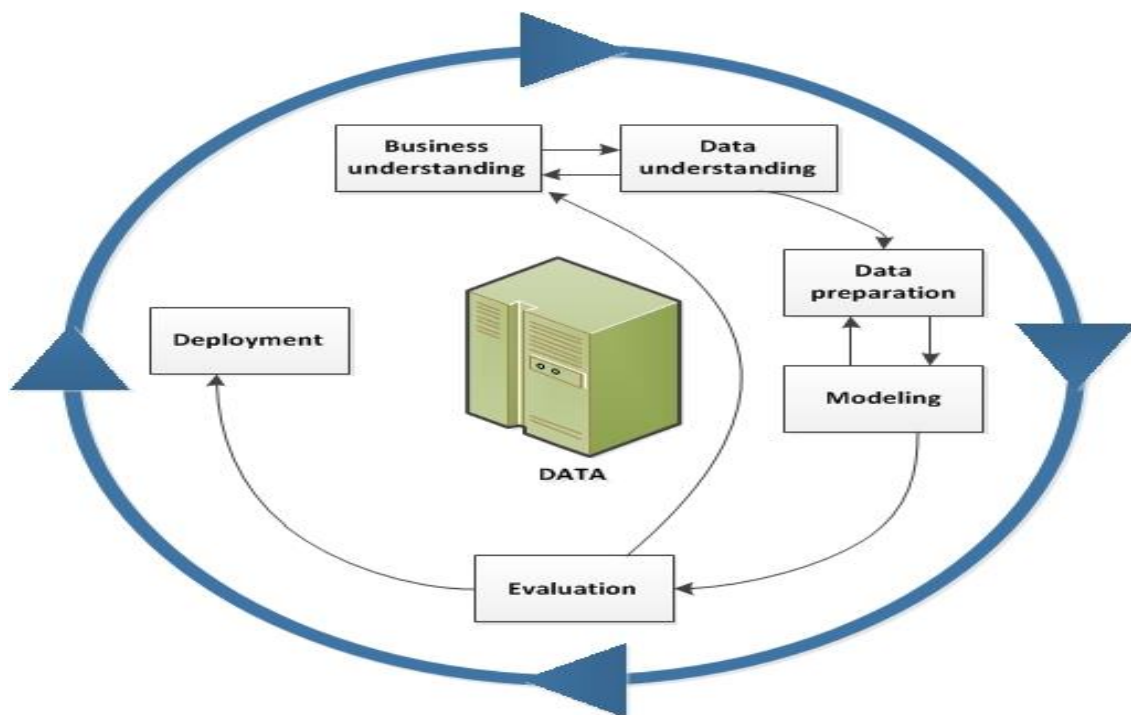 Business
understanding
Data
understanding
Data
preparation
Deployment
Modeling
DATA
Evaluation